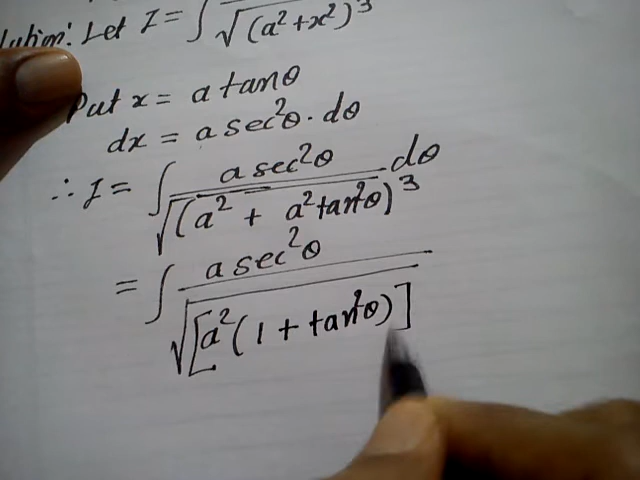 lution: Let I = ∫ √(a²+x²)³
Put x = a tanθ
dx = a sec²θ · dθ
∴ I = ∫ a sec²θ / √(a² + a²tan²θ)³ dθ
= ∫ a sec²θ / √[a²(1 + tan²θ)]